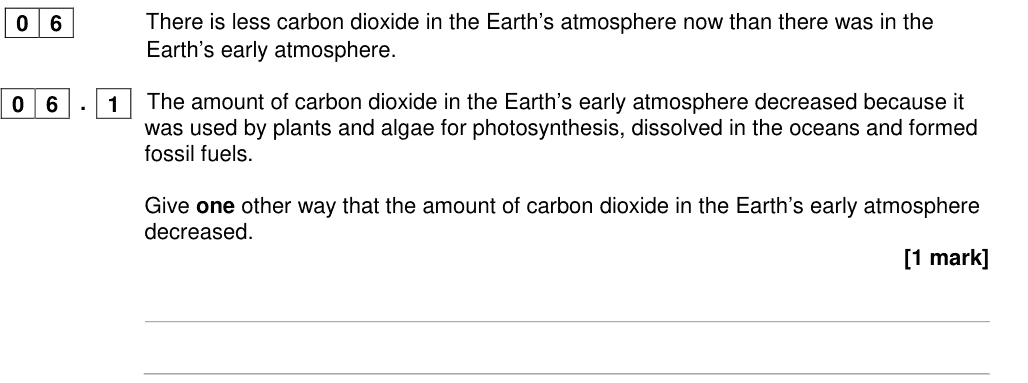 0 6 There is less carbon dioxide in the Earth's atmosphere now than there was in the
Earth's early atmosphere.
0 6 . 1 The amount of carbon dioxide in the Earth's early atmosphere decreased because it
was used by plants and algae for photosynthesis, dissolved in the oceans and formed
fossil fuels.
Give one other way that the amount of carbon dioxide in the Earth's early atmosphere
decreased.
[1 mark]